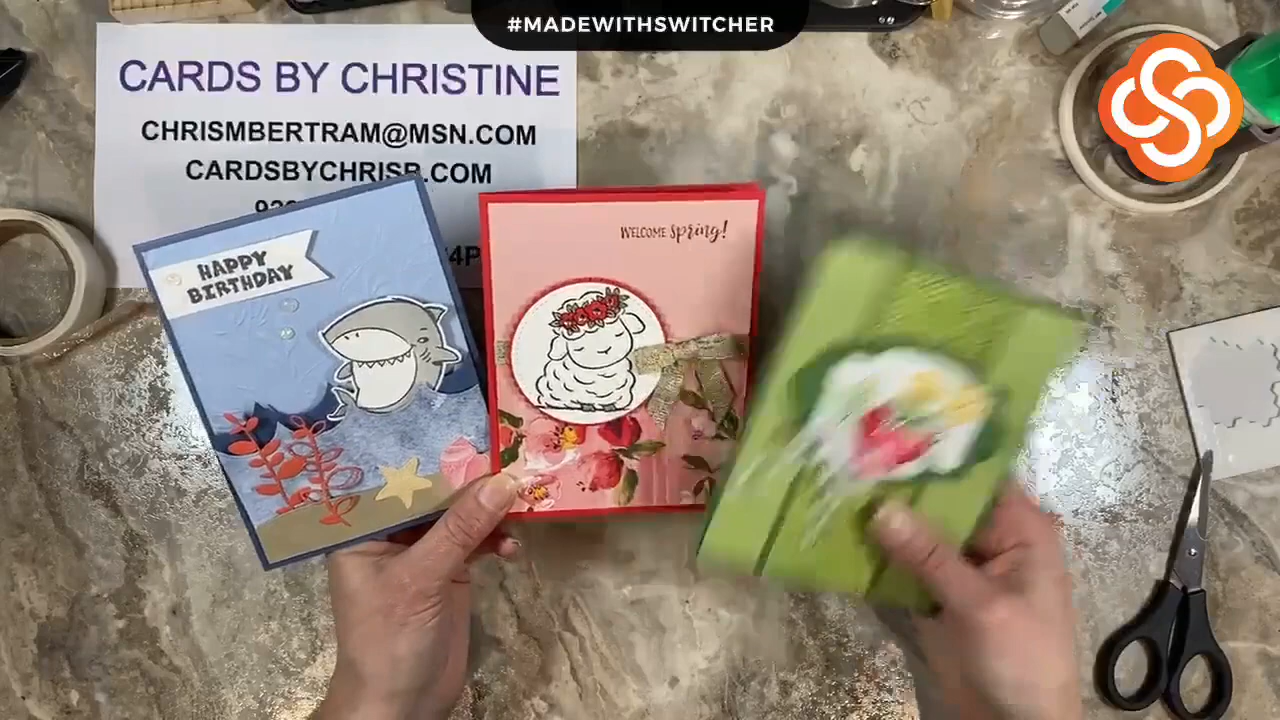 #MADEWITHSWITCHER
CARDS BY CHRISTINE
CHRISMBERTRAM@MSN.COM
CARDSBYCHRISB.COM
HAPPY
BIRTHDAY
WELCOME spring!